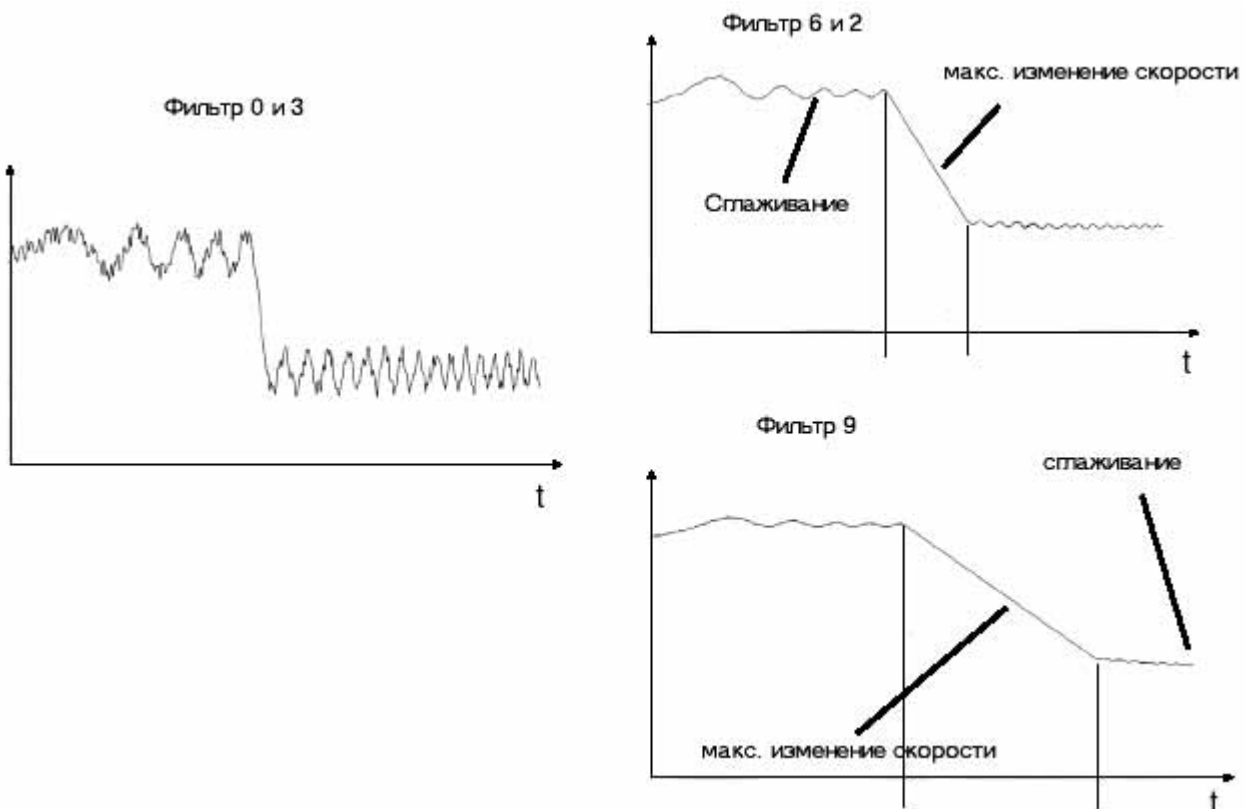 Фильтр 0 и 3
t
Фильтр 6 и 2
макс. изменение скорости
Сглаживание
t
Фильтр 9
сглаживание
макс. изменение скорости
t